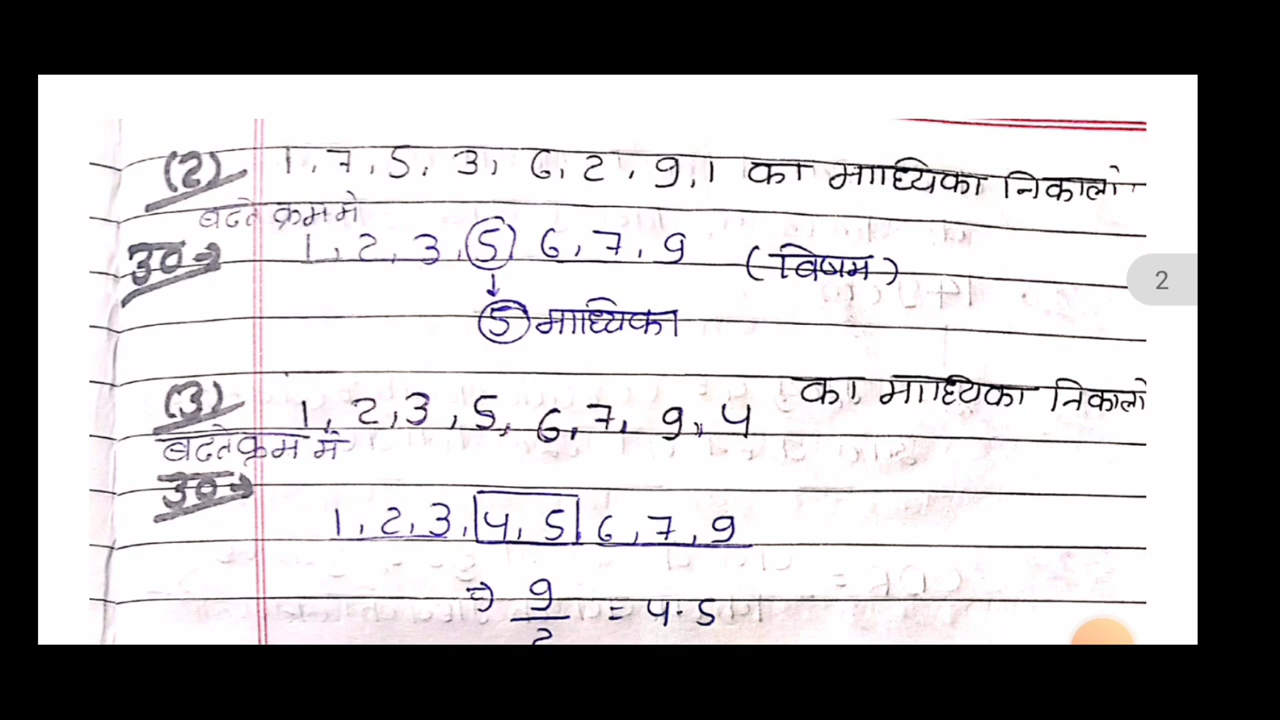 (2) 1, 7, 5, 3, 6, 2, 9, 1 का माध्यिका निकालो
बढते क्रम मे
उ०→ 1, 2, 3, 5 6, 7, 9 (विषम)
↓
5 माध्यिका
(3) 1, 2, 3, 5, 6, 7, 9, 4 का माध्यिका निकालो
बढते क्रम में
उ०→
1, 2, 3, 4, 5, 6, 7, 9
⇒ 9/2 = 4.5
2